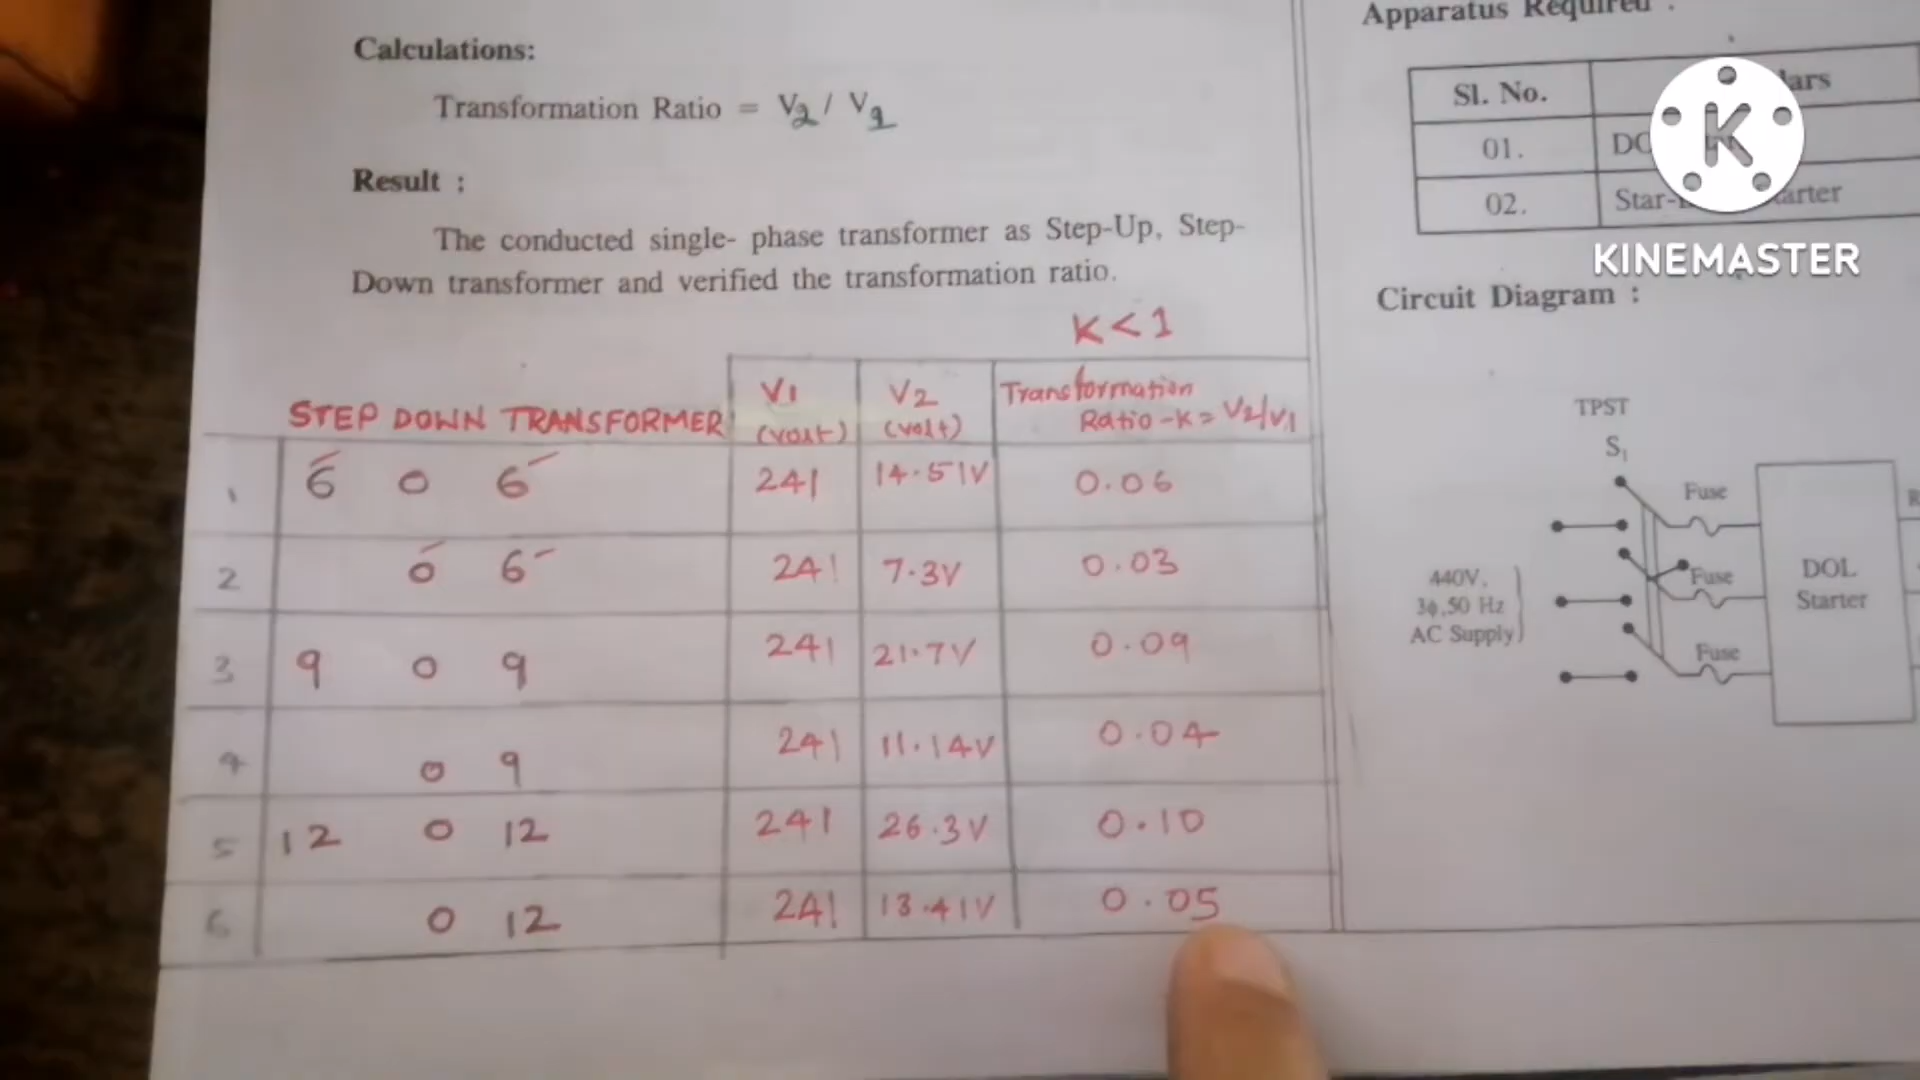 Calculations:
Transformation Ratio = V2 / V1
Result :
The conducted single- phase transformer as Step-Up, Step-
Down transformer and verified the transformation ratio.
K < 1
STEP DOWN TRANSFORMER
V1 (volt)
V2 (volt)
Transformation Ratio - K = V2/V1
1 6 0 6 241 14.51V 0.06
2 0 6 241 7.3V 0.03
3 9 0 9 241 21.7V 0.09
4 0 9 241 11.14V 0.04
5 12 0 12 241 26.3V 0.10
6 0 12 241 13.41V 0.05
Apparatus Required :
Sl. No.
01.
02.
KINEMASTER
Circuit Diagram :
TPST
S1
Fuse
Fuse
Fuse
440V,
3φ,50 Hz
AC Supply
DOL
Starter